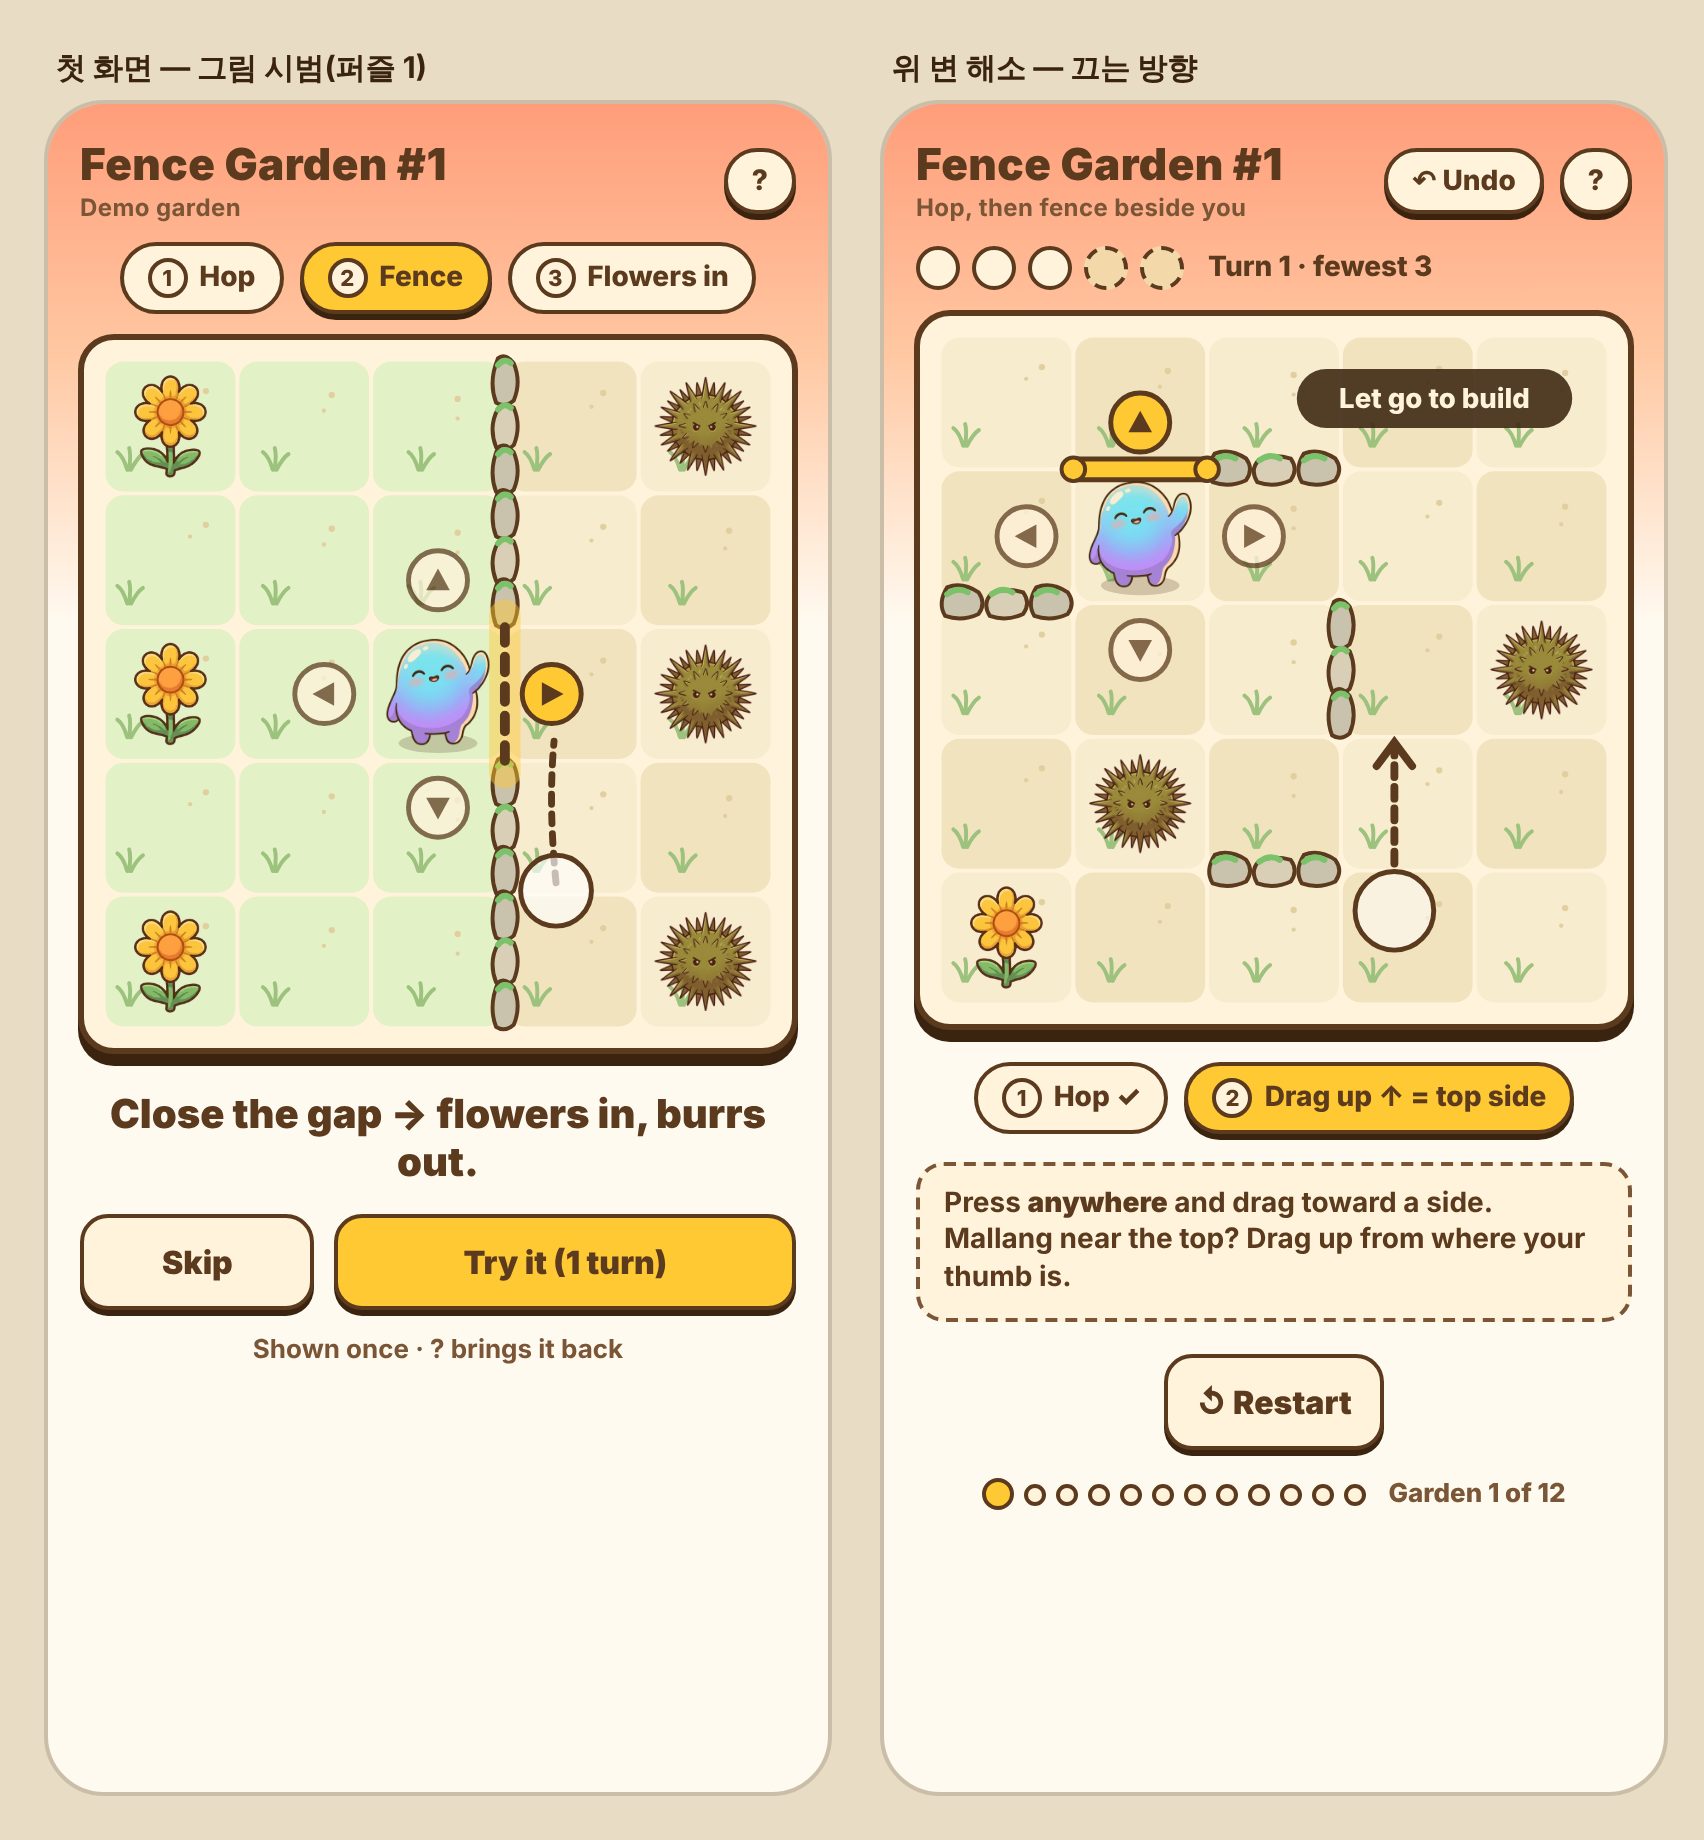 첫 화면 — 그림 시범(퍼즐 1)
Fence Garden #1
?
Demo garden
1 Hop
2 Fence
3 Flowers in
Close the gap → flowers in, burrs
out.
Skip
Try it (1 turn)
Shown once · ? brings it back
위 변 해소 — 끄는 방향
Fence Garden #1
↶ Undo
?
Hop, then fence beside you
Turn 1 · fewest 3
Let go to build
1 Hop ✓
2 Drag up ↑ = top side
Press anywhere and drag toward a side.
Mallang near the top? Drag up from where your
thumb is.
↺ Restart
Garden 1 of 12